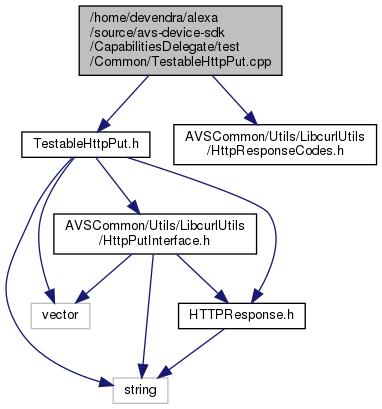 /home/devendra/alexa
/source/avs-device-sdk
/CapabilitiesDelegate/test
/Common/TestableHttpPut.cpp
TestableHttpPut.h
AVSCommon/Utils/LibcurlUtils
/HttpResponseCodes.h
AVSCommon/Utils/LibcurlUtils
/HttpPutInterface.h
vector
HTTPResponse.h
string